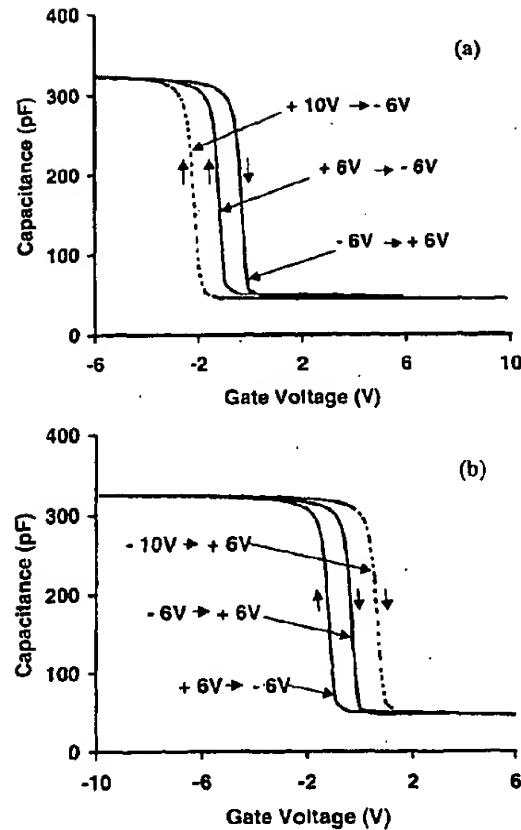 (a)
400
300
200
100
0
Capacitance (pF)
+ 10V → - 6V
+ 6V → - 6V
- 6V → + 6V
-6 -2 2 6 10
Gate Voltage (V)
(b)
400
300
200
100
0
Capacitance (pF)
- 10V → + 6V
- 6V → + 6V
+ 6V → - 6V
-10 -6 -2 2 6
Gate Voltage (V)